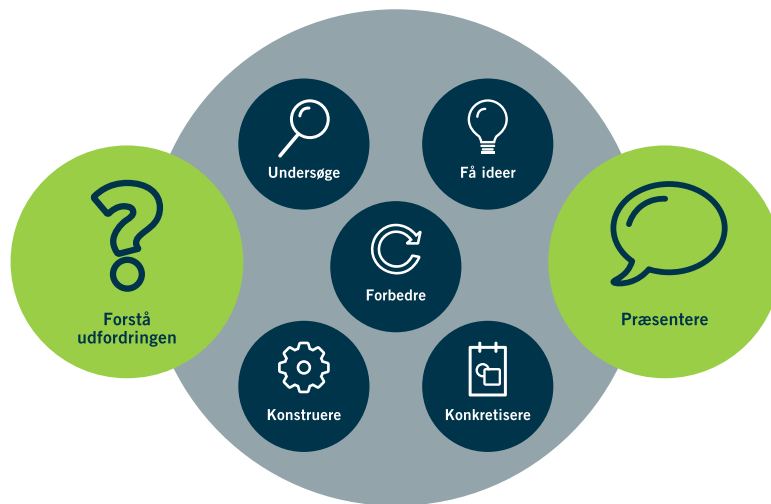 Undersøge
Få ideer
Forstå
udfordringen
Forbedre
Præsentere
Konstruere
Konkretisere